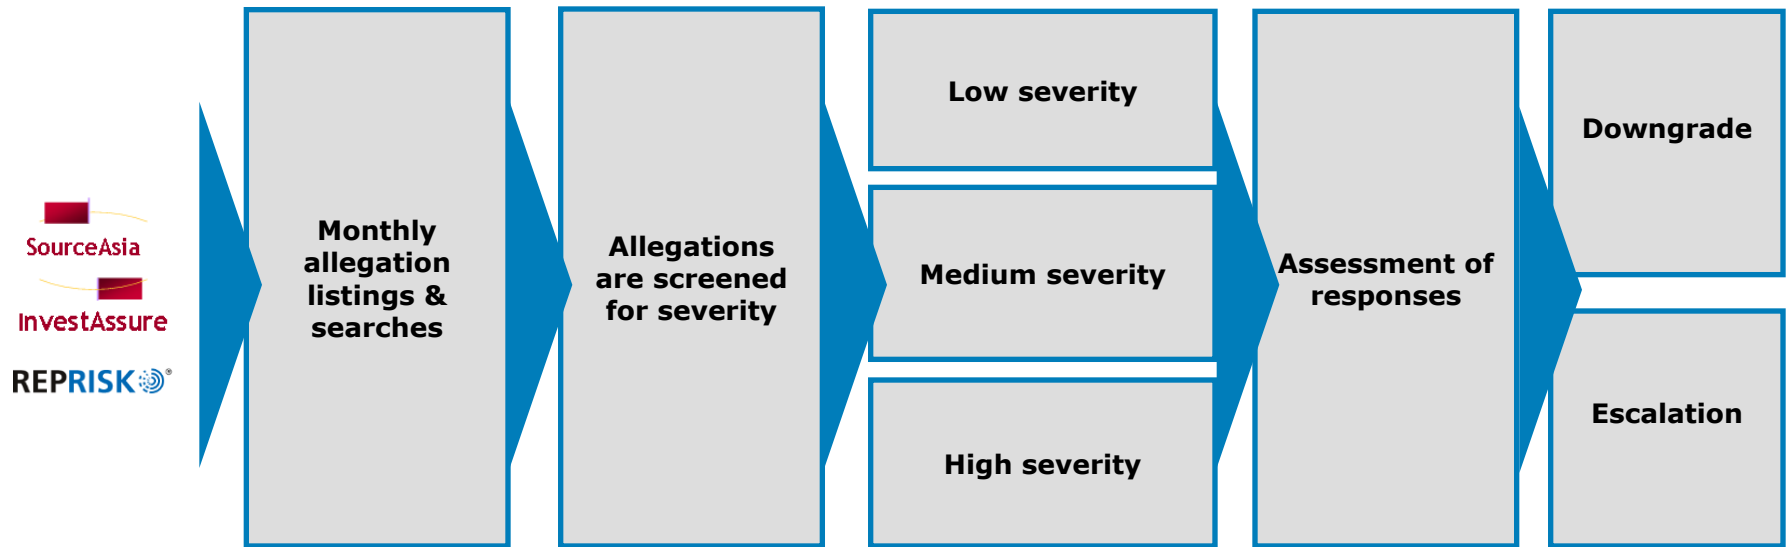 SourceAsia
InvestAssure
REPRISK®
Monthly
allegation
listings &
searches
Allegations
are screened
for severity
Low severity
Medium severity
High severity
Assessment of
responses
Downgrade
Escalation